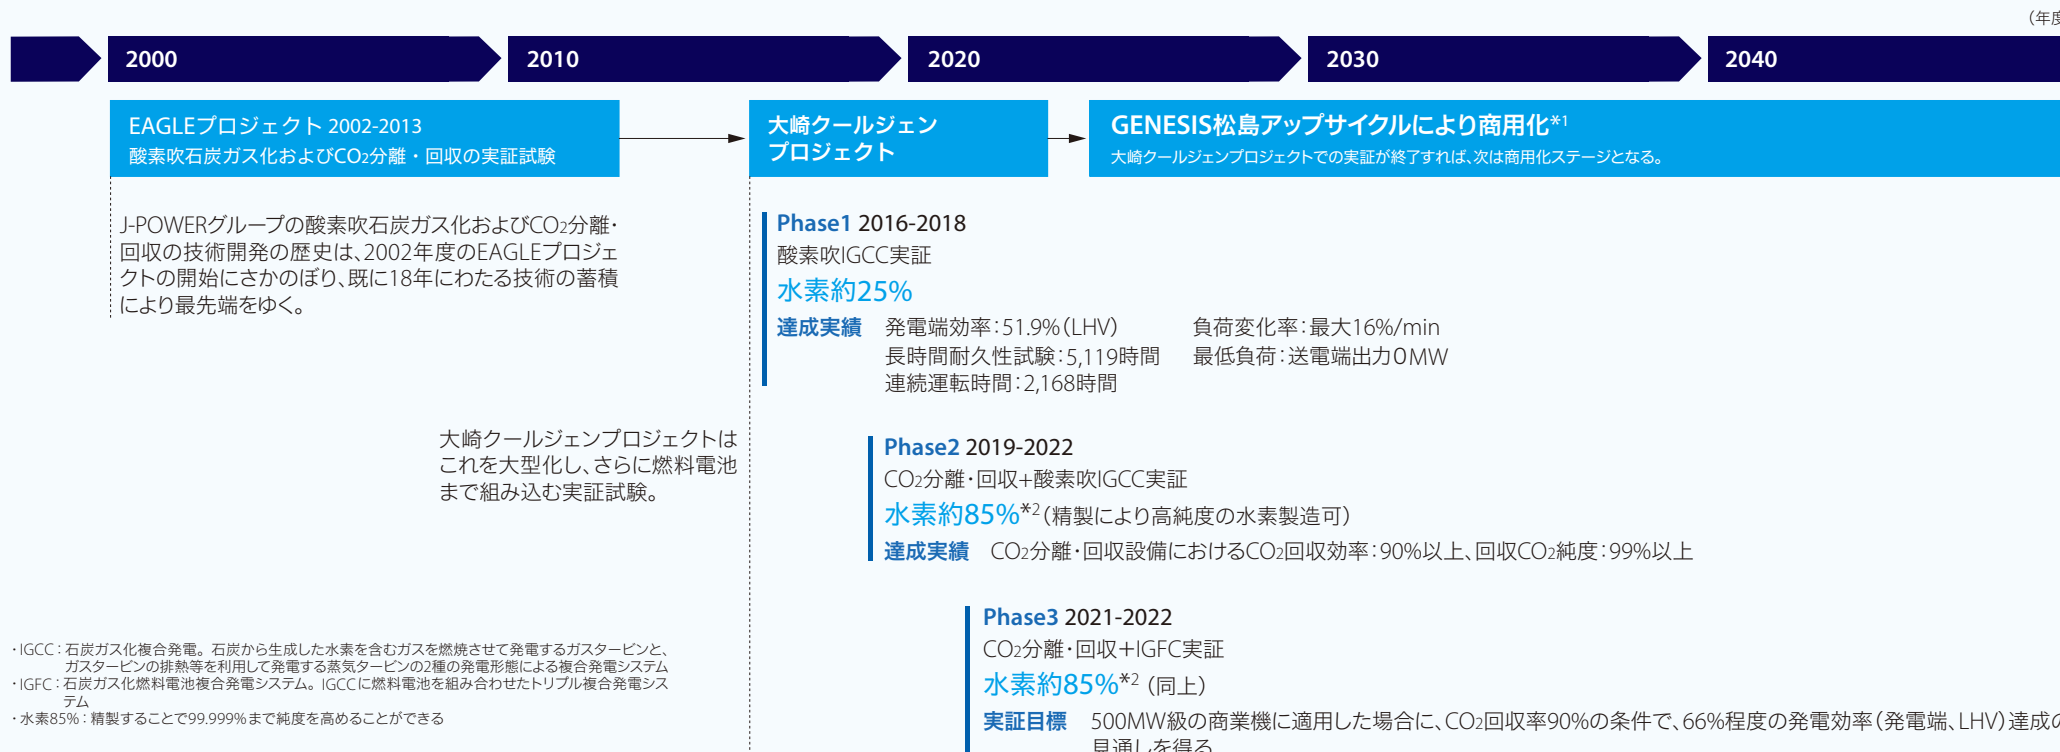 （年度
2000
2010
2020
2030
2040
EAGLEプロジェクト 2002-2013
酸素吹石炭ガス化およびCO2分離・回収の実証試験
大崎クールジェン
プロジェクト
GENESIS松島アップサイクルにより商用化*1
大崎クールジェンプロジェクトでの実証が終了すれば、次は商用化ステージとなる。
J-POWERグループの酸素吹石炭ガス化およびCO2分離・
回収の技術開発の歴史は、2002年度のEAGLEプロジェ
クトの開始にさかのぼり、既に18年にわたる技術の蓄積
により最先端をゆく。
Phase1 2016-2018
酸素吹IGCC実証
水素約25%
達成実績 発電端効率：51.9%（LHV） 負荷変化率：最大16%/min
長時間耐久性試験：5,119時間 最低負荷：送電端出力0MW
連続運転時間：2,168時間
大崎クールジェンプロジェクトは
これを大型化し、さらに燃料電池
まで組み込む実証試験。
Phase2 2019-2022
CO2分離・回収+酸素吹IGCC実証
水素約85%*2（精製により高純度の水素製造可）
達成実績 CO2分離・回収設備におけるCO2回収効率：90%以上、回収CO2純度：99%以上
Phase3 2021-2022
CO2分離・回収＋IGFC実証
水素約85%*2（同上）
実証目標 500MW級の商業機に適用した場合に、CO2回収率90%の条件で、66%程度の発電効率（発電端、LHV）達成の
見通しを得る
・IGCC：石炭ガス化複合発電。石炭から生成した水素を含むガスを燃焼させて発電するガスタービンと、
ガスタービンの排熱等を利用して発電する蒸気タービンの2種の発電形態による複合発電システム
・IGFC：石炭ガス化燃料電池複合発電システム。IGCCに燃料電池を組み合わせたトリプル複合発電シス
テム
・水素85%：精製することで99.999%まで純度を高めることができる